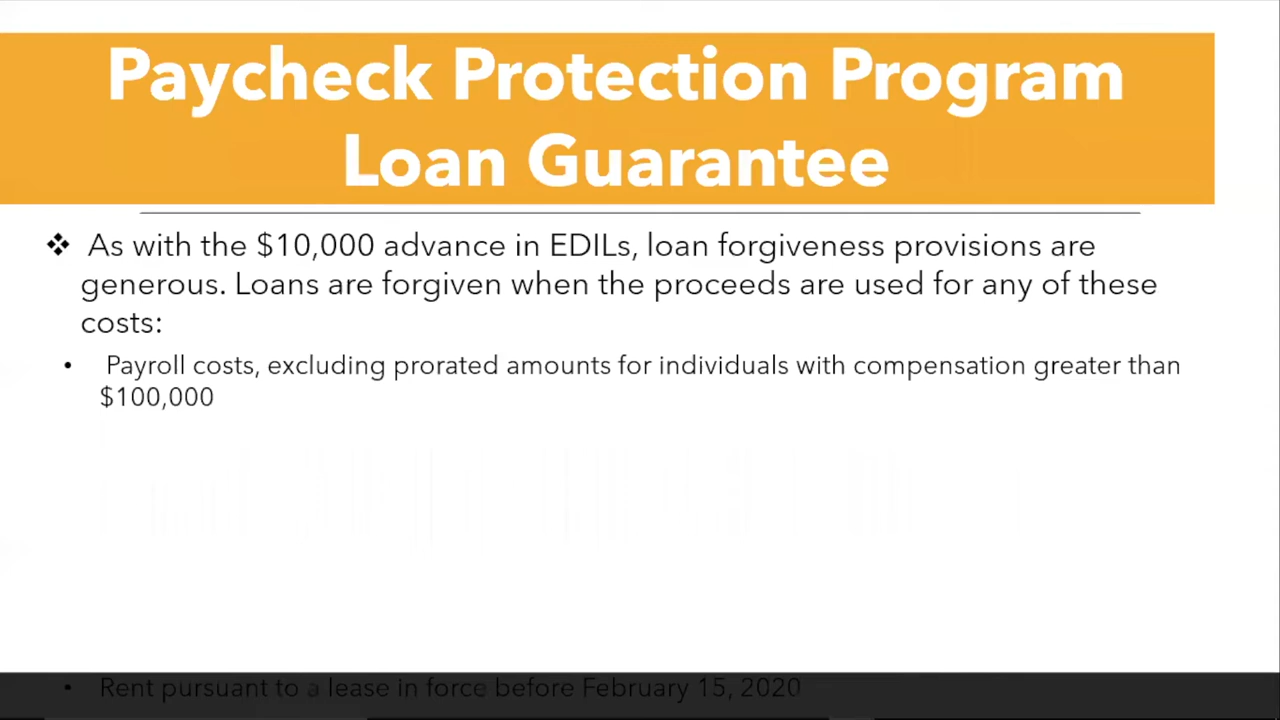 Paycheck Protection Program
Loan Guarantee
❖ As with the $10,000 advance in EDILs, loan forgiveness provisions are
generous. Loans are forgiven when the proceeds are used for any of these
costs:
• Payroll costs, excluding prorated amounts for individuals with compensation greater than
$100,000
• Rent pursuant to a lease in force before February 15, 2020